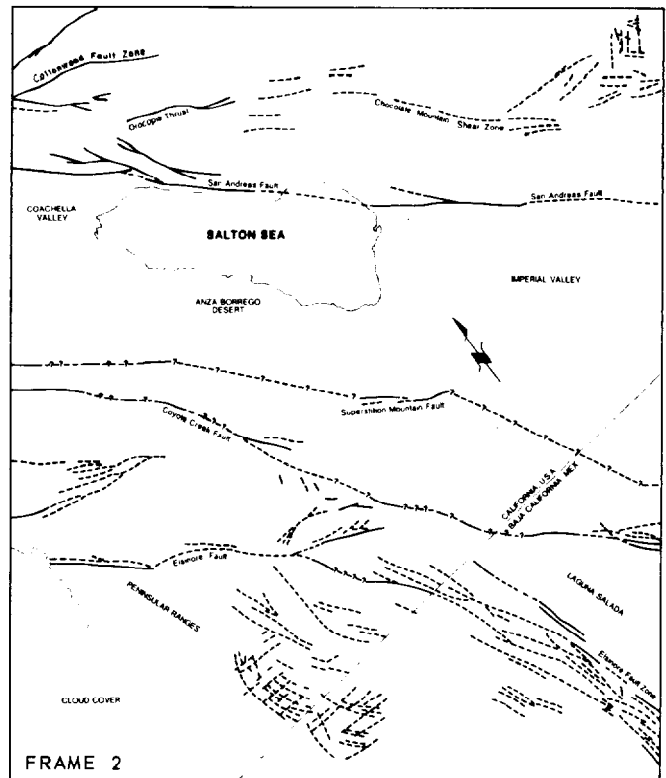 Cottonwood Fault Zone
Orocopia Thrust
Chocolate Mountain
Shear Zone
San Andreas Fault
San Andreas Fault
COACHELLA
VALLEY
SALTON SEA
IMPERIAL VALLEY
ANZA BORREGO
DESERT
Superstition Mountain Fault
Coyote Creek Fault
CALIFORNIA U.S.A
BAJA CALIFORNIA MEX
Elsinore Fault
LAGUNA SALADA
PENINSULAR RANGES
Elsinore Fault Zone
CLOUD COVER
FRAME 2